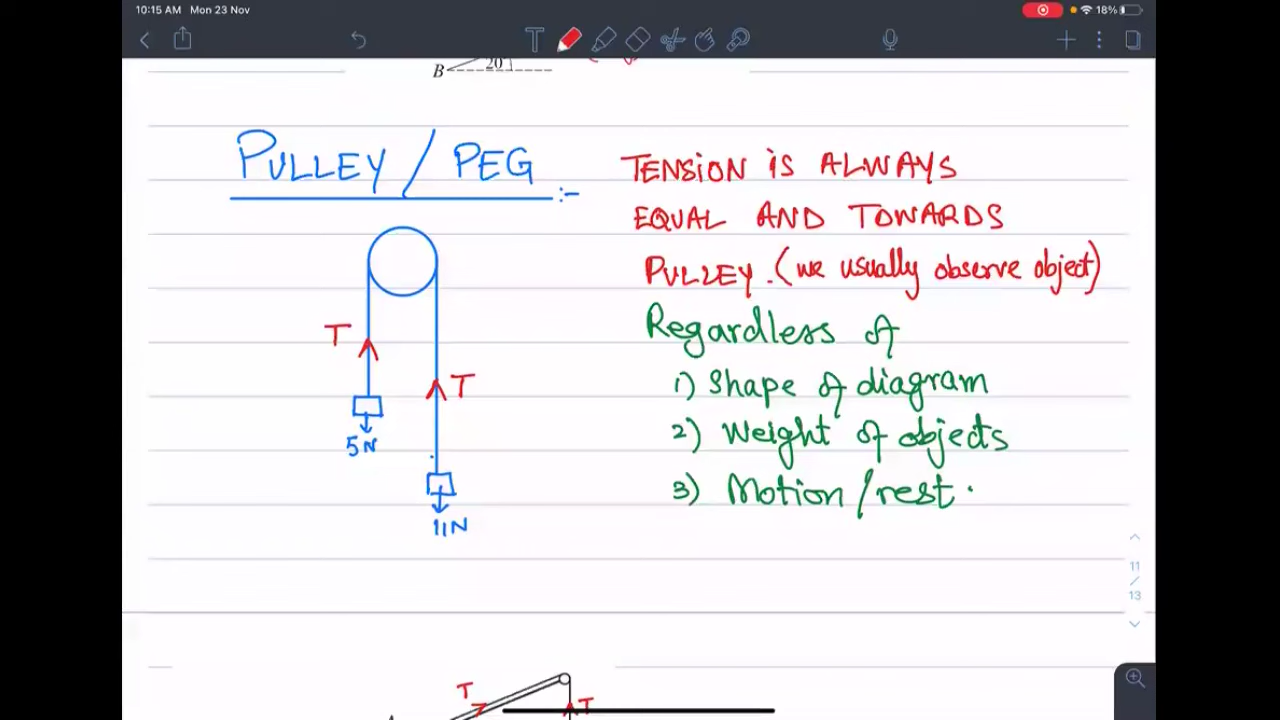 10:15 AM Mon 23 Nov
18%
B
20°
PULLEY / PEG :-
TENSION is ALWAYS
EQUAL AND TOWARDS
PULLEY. (we usually observe object)
Regardless of
1) Shape of diagram
2) Weight of objects
3) Motion / rest .
T
T
5N
11N
11
/
13
T
T